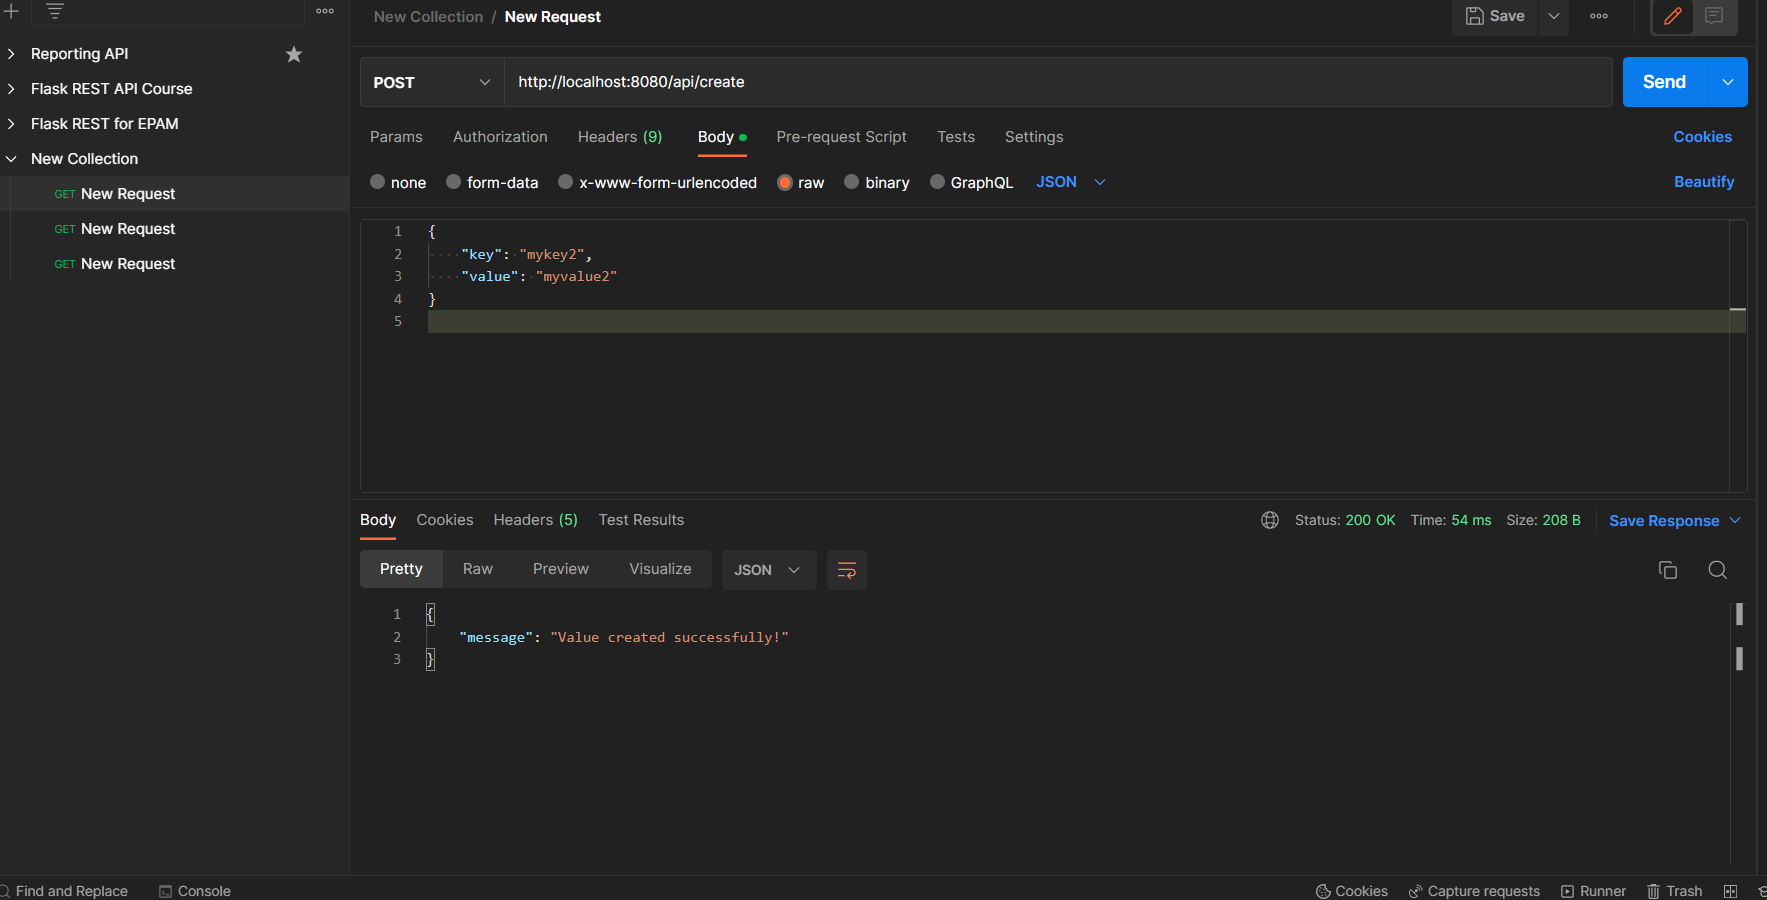 New Collection / New Request
Save
Reporting API
Flask REST API Course
Flask REST for EPAM
New Collection
GET New Request
GET New Request
GET New Request
POST
http://localhost:8080/api/create
Send
Params Authorization Headers (9) Body Pre-request Script Tests Settings Cookies
none form-data x-www-form-urlencoded raw binary GraphQL JSON Beautify
1 {
2 ····"key":·"mykey2",
3 ····"value":·"myvalue2"
4 }
5
Body Cookies Headers (5) Test Results Status: 200 OK Time: 54 ms Size: 208 B Save Response
Pretty Raw Preview Visualize JSON
1 {
2 "message": "Value created successfully!"
3 }
Find and Replace Console Cookies Capture requests Runner Trash